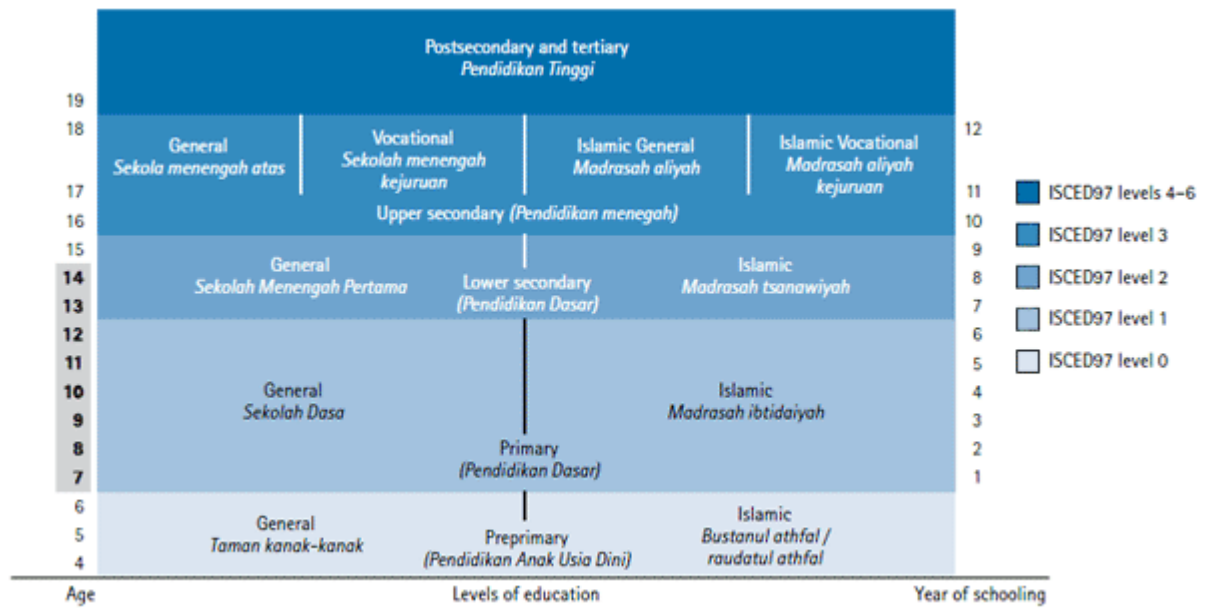 Postsecondary and tertiary
Pendidikan Tinggi
19
18
General
Sekola menengah atas
Vocational
Sekolah menengah
kejuruan
Islamic General
Madrasah aliyah
Islamic Vocational
Madrasah aliyah
kejuruan
12
17
11
Upper secondary (Pendidikan menegah)
16
10
15
9
General
Sekolah Menengah Pertama
Lower secondary
(Pendidikan Dasar)
Islamic
Madrasah tsanawiyah
14
8
13
7
12
6
11
5
General
Sekolah Dasa
Islamic
Madrasah ibtidaiyah
10
4
9
3
8
2
Primary
(Pendidikan Dasar)
7
1
6
General
Taman kanak-kanak
Preprimary
(Pendidikan Anak Usia Dini)
Islamic
Bustanul athfal /
raudatul athfal
5
4
Age
Levels of education
Year of schooling
ISCED97 levels 4–6
ISCED97 level 3
ISCED97 level 2
ISCED97 level 1
ISCED97 level 0